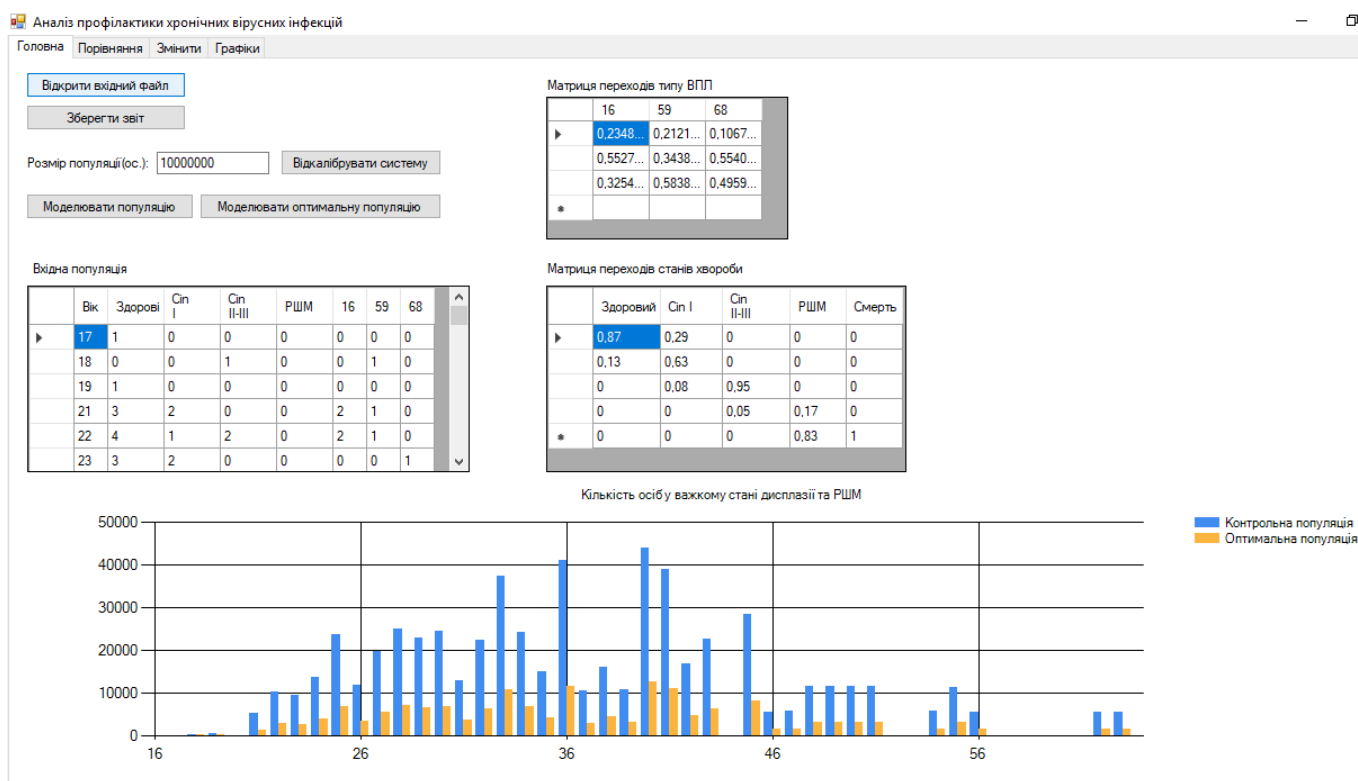 Аналіз профілактики хронічних вірусних інфекцій
Головна Порівняння Змінити Графіки
Відкрити вхідний файл
Зберегти звіт
Розмір популяції(ос.): 10000000 Відкалібрувати систему
Моделювати популяцію Моделювати оптимальну популяцію
Матриця переходів типу ВПЛ
16 59 68
0,2348... 0,2121... 0,1067...
0,5527... 0,3438... 0,5540...
0,3254... 0,5838... 0,4959...
Вхідна популяція
Вік Здорові Cin I Cin II-III РШМ 16 59 68
17 1 0 0 0 0 0 0
18 0 0 1 0 0 1 0
19 1 0 0 0 0 0 0
21 3 2 0 0 2 1 0
22 4 1 2 0 2 1 0
23 3 2 0 0 0 0 1
Матриця переходів станів хвороби
Здоровий Cin I Cin II-III РШМ Смерть
0,87 0,29 0 0 0
0,13 0,63 0 0 0
0 0,08 0,95 0 0
0 0 0,05 0,17 0
0 0 0 0,83 1
Кількість осіб у важкому стані дисплазії та РШМ
50000
40000
30000
20000
10000
0
16 26 36 46 56
Контрольна популяція
Оптимальна популяція